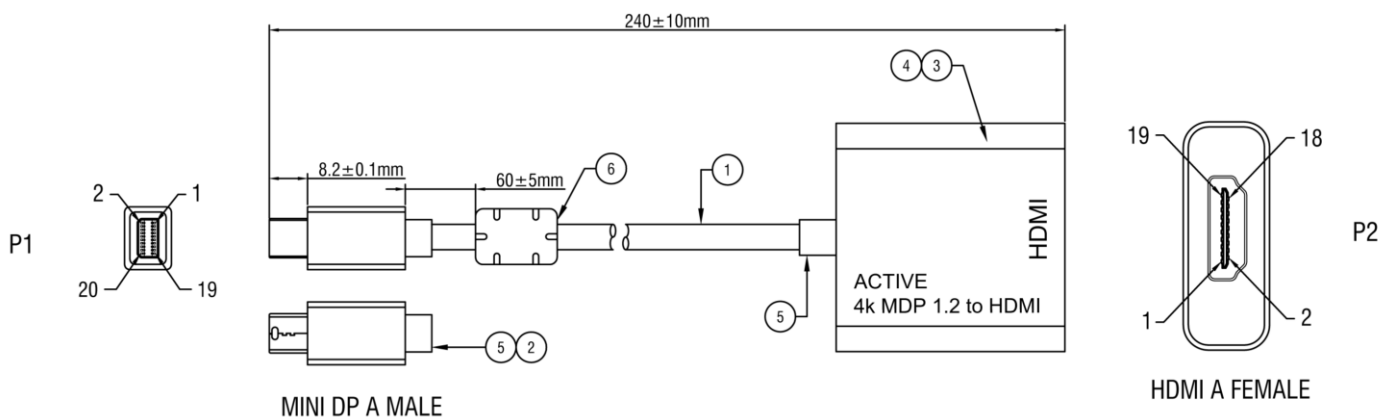 240±10mm
4 3
19 18
8.2±0.1mm
60±5mm
6
1
2 1
P1
HDMI
P2
20 19
ACTIVE
4k MDP 1.2 to HDMI
5
1 2
5 2
MINI DP A MALE
HDMI A FEMALE